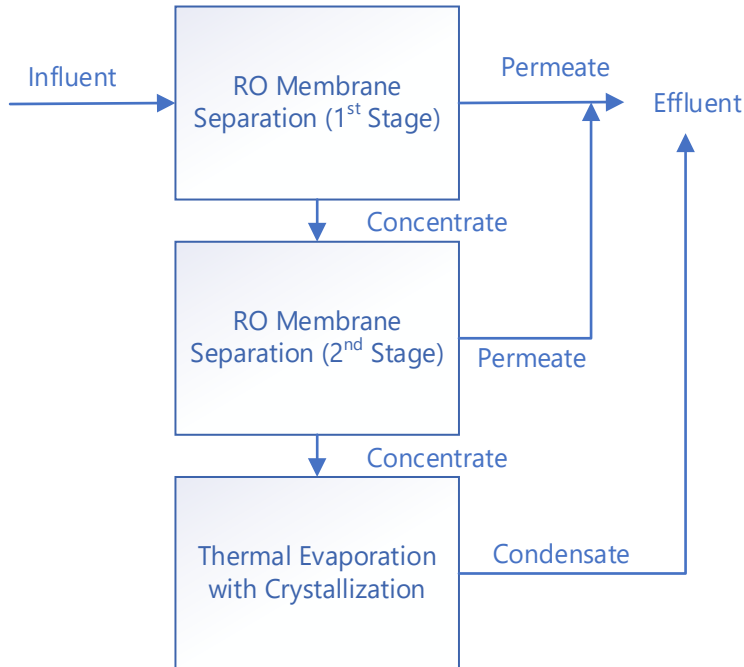 Influent
RO Membrane
Separation (1st Stage)
Permeate
Effluent
Concentrate
RO Membrane
Separation (2nd Stage)
Permeate
Concentrate
Thermal Evaporation
with Crystallization
Condensate